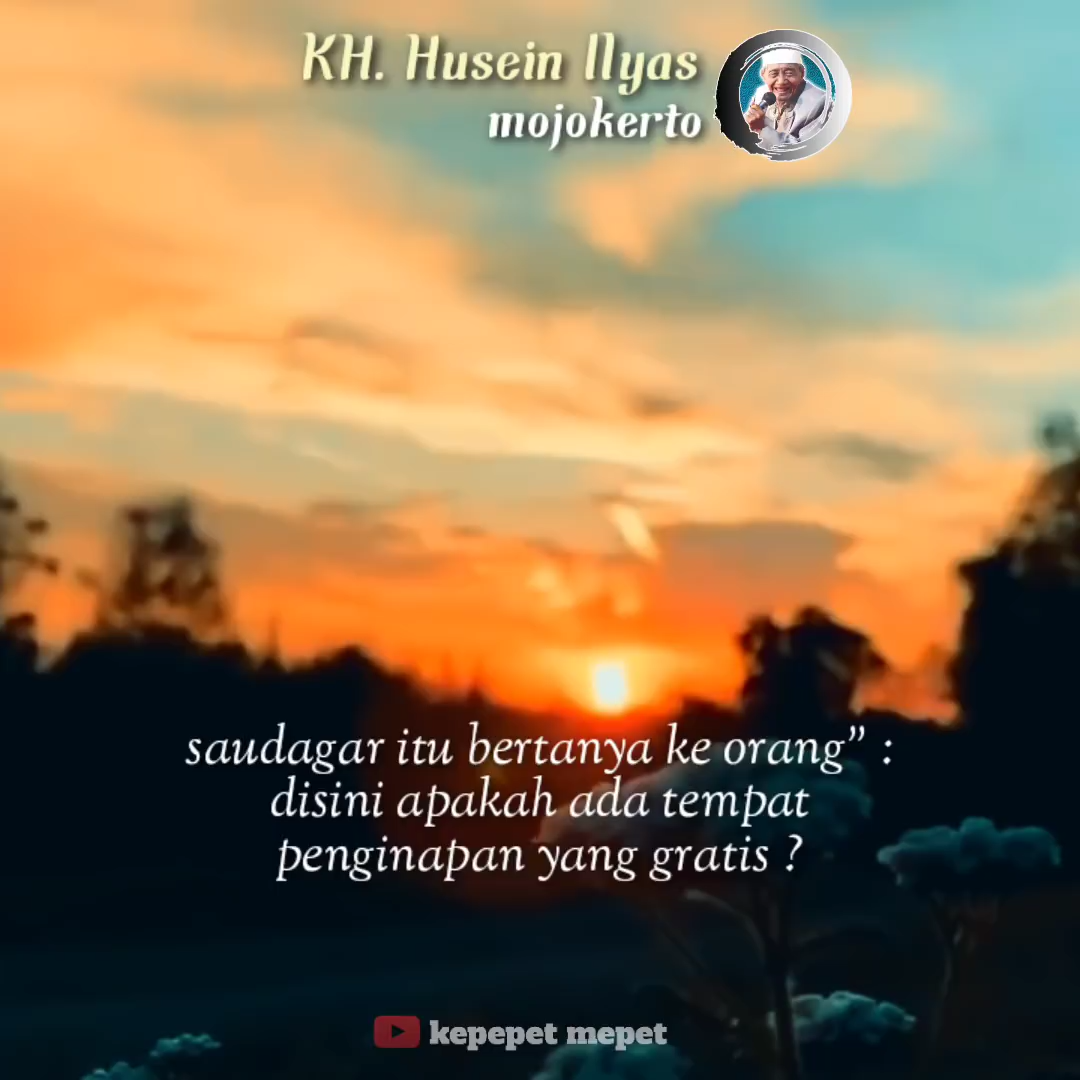 KH. Husein Ilyas
mojokerto
saudagar itu bertanya ke orang” :
disini apakah ada tempat
penginapan yang gratis ?
kepepet mepet